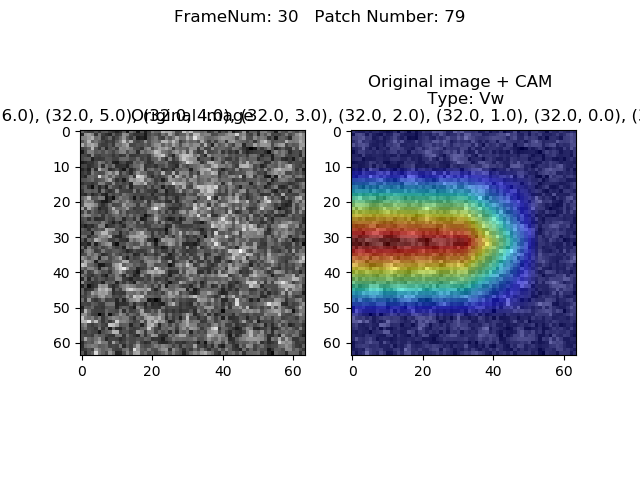 FrameNum: 30   Patch Number: 79
Original image + CAM
Type: Vw
6.0), (32.0, 5.0), (32.0, 4.0), (32.0, 3.0), (32.0, 2.0), (32.0, 1.0), (32.0, 0.0), (3
Original image
0
10
20
30
40
50
60
0 20 40 60
0
10
20
30
40
50
60
0 20 40 60